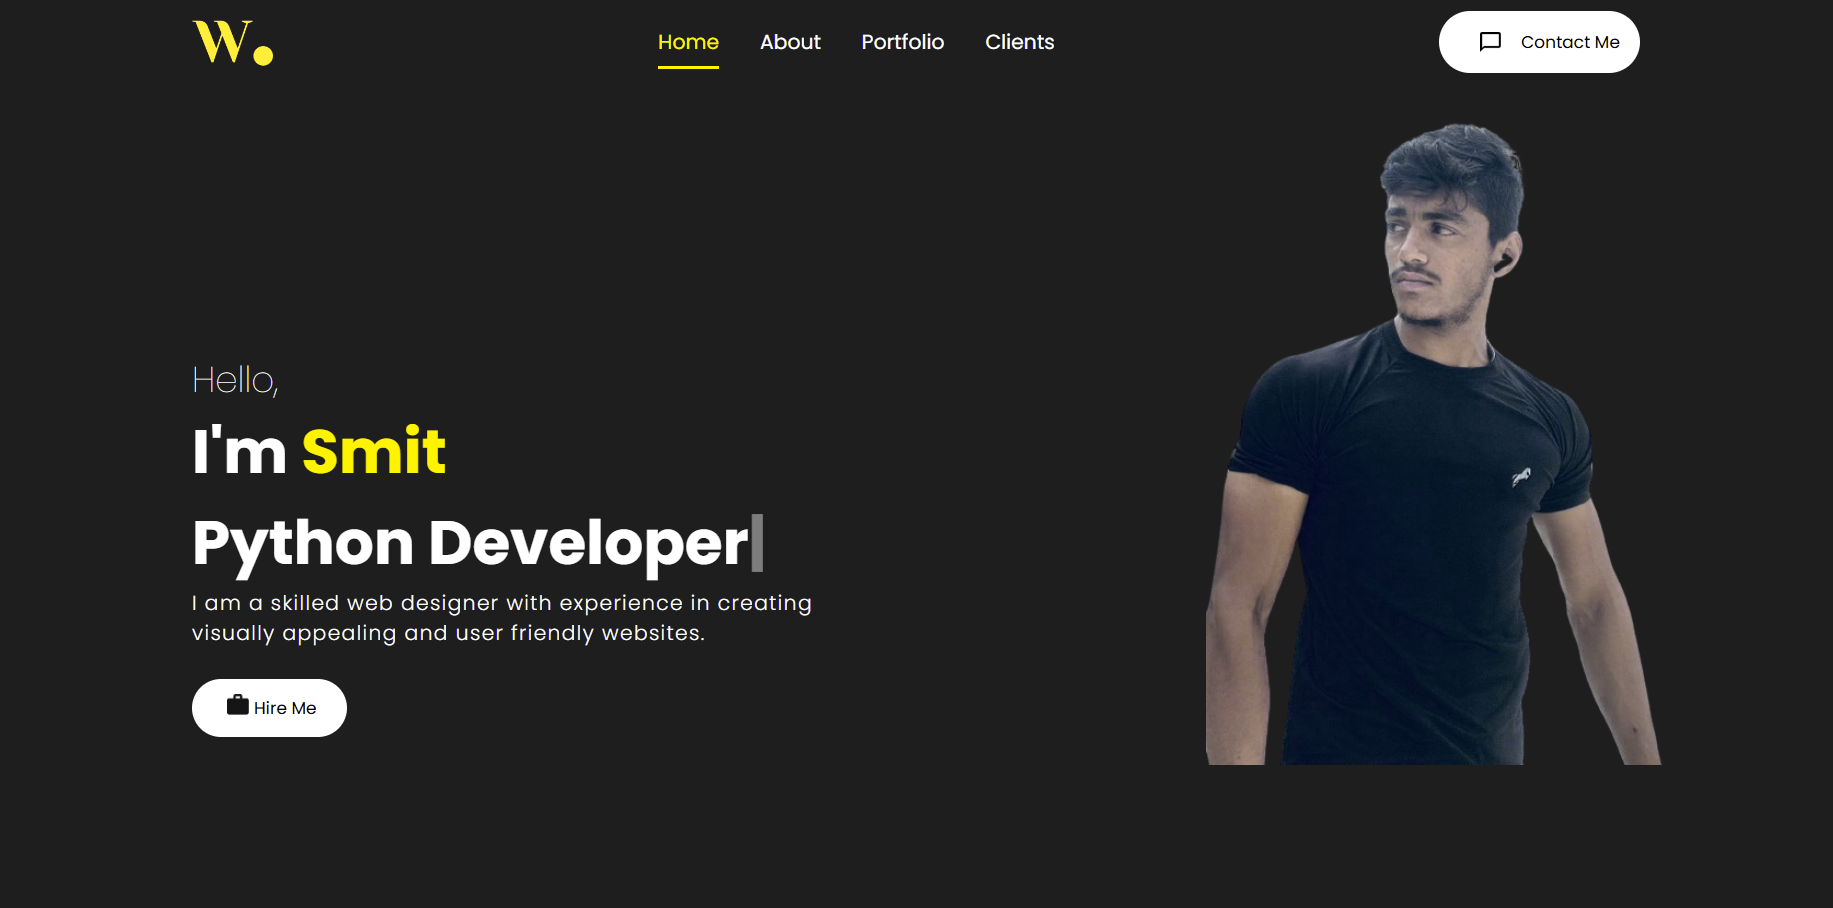 W.
Home About Portfolio Clients
Contact Me
Hello,
I'm Smit
Python Developer
I am a skilled web designer with experience in creating
visually appealing and user friendly websites.
Hire Me